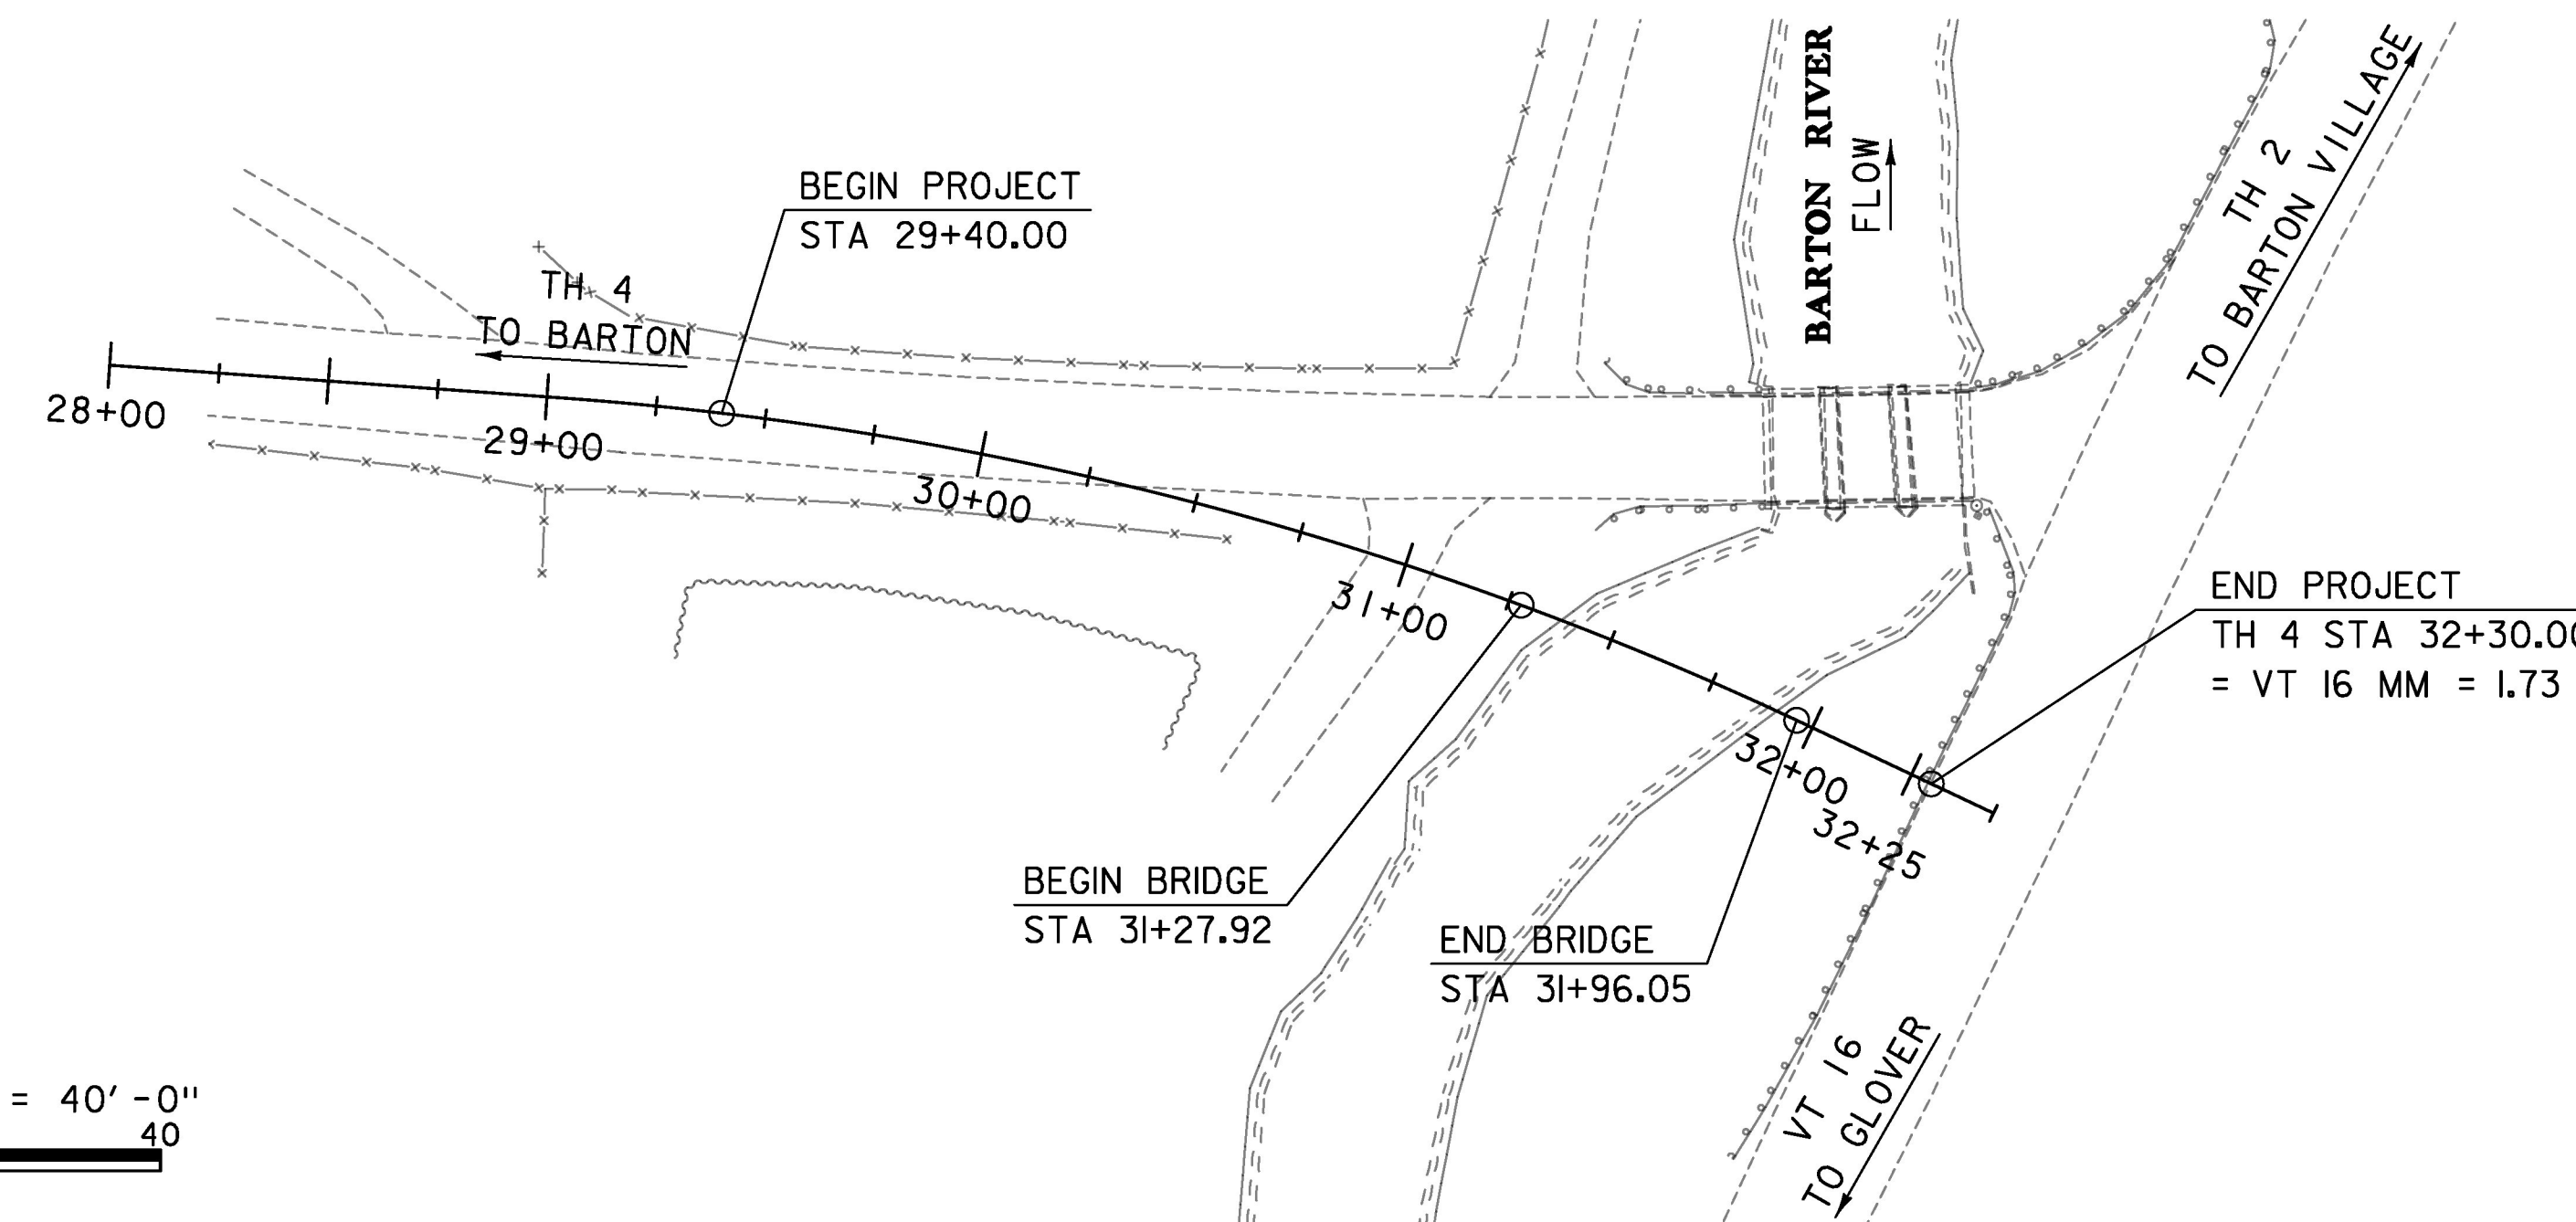 BEGIN PROJECT
STA 29+40.00
TH 4
TO BARTON
28+00
29+00
30+00
31+00
32+00
32+25
BARTON RIVER
FLOW
TH 2
TO BARTON VILLAGE
END PROJECT
TH 4 STA 32+30.00
= VT 16 MM = 1.73
BEGIN BRIDGE
STA 31+27.92
END BRIDGE
STA 31+96.05
VT 16
TO GLOVER
= 40'-0"
40